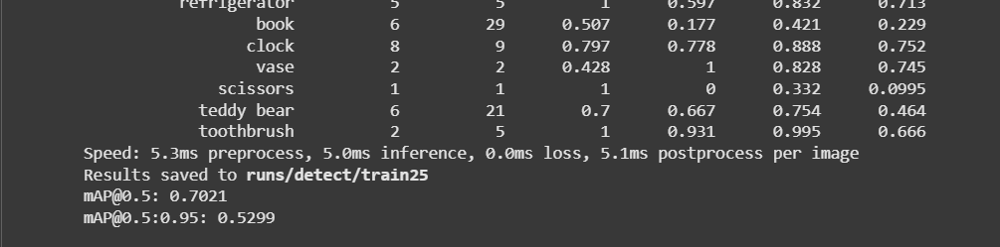 refrigerator 5 5 1 0.597 0.832 0.713
book 6 29 0.507 0.177 0.421 0.229
clock 8 9 0.797 0.778 0.888 0.752
vase 2 2 0.428 1 0.828 0.745
scissors 1 1 1 0 0.332 0.0995
teddy bear 6 21 0.7 0.667 0.754 0.464
toothbrush 2 5 1 0.931 0.995 0.666
Speed: 5.3ms preprocess, 5.0ms inference, 0.0ms loss, 5.1ms postprocess per image
Results saved to runs/detect/train25
mAP@0.5: 0.7021
mAP@0.5:0.95: 0.5299